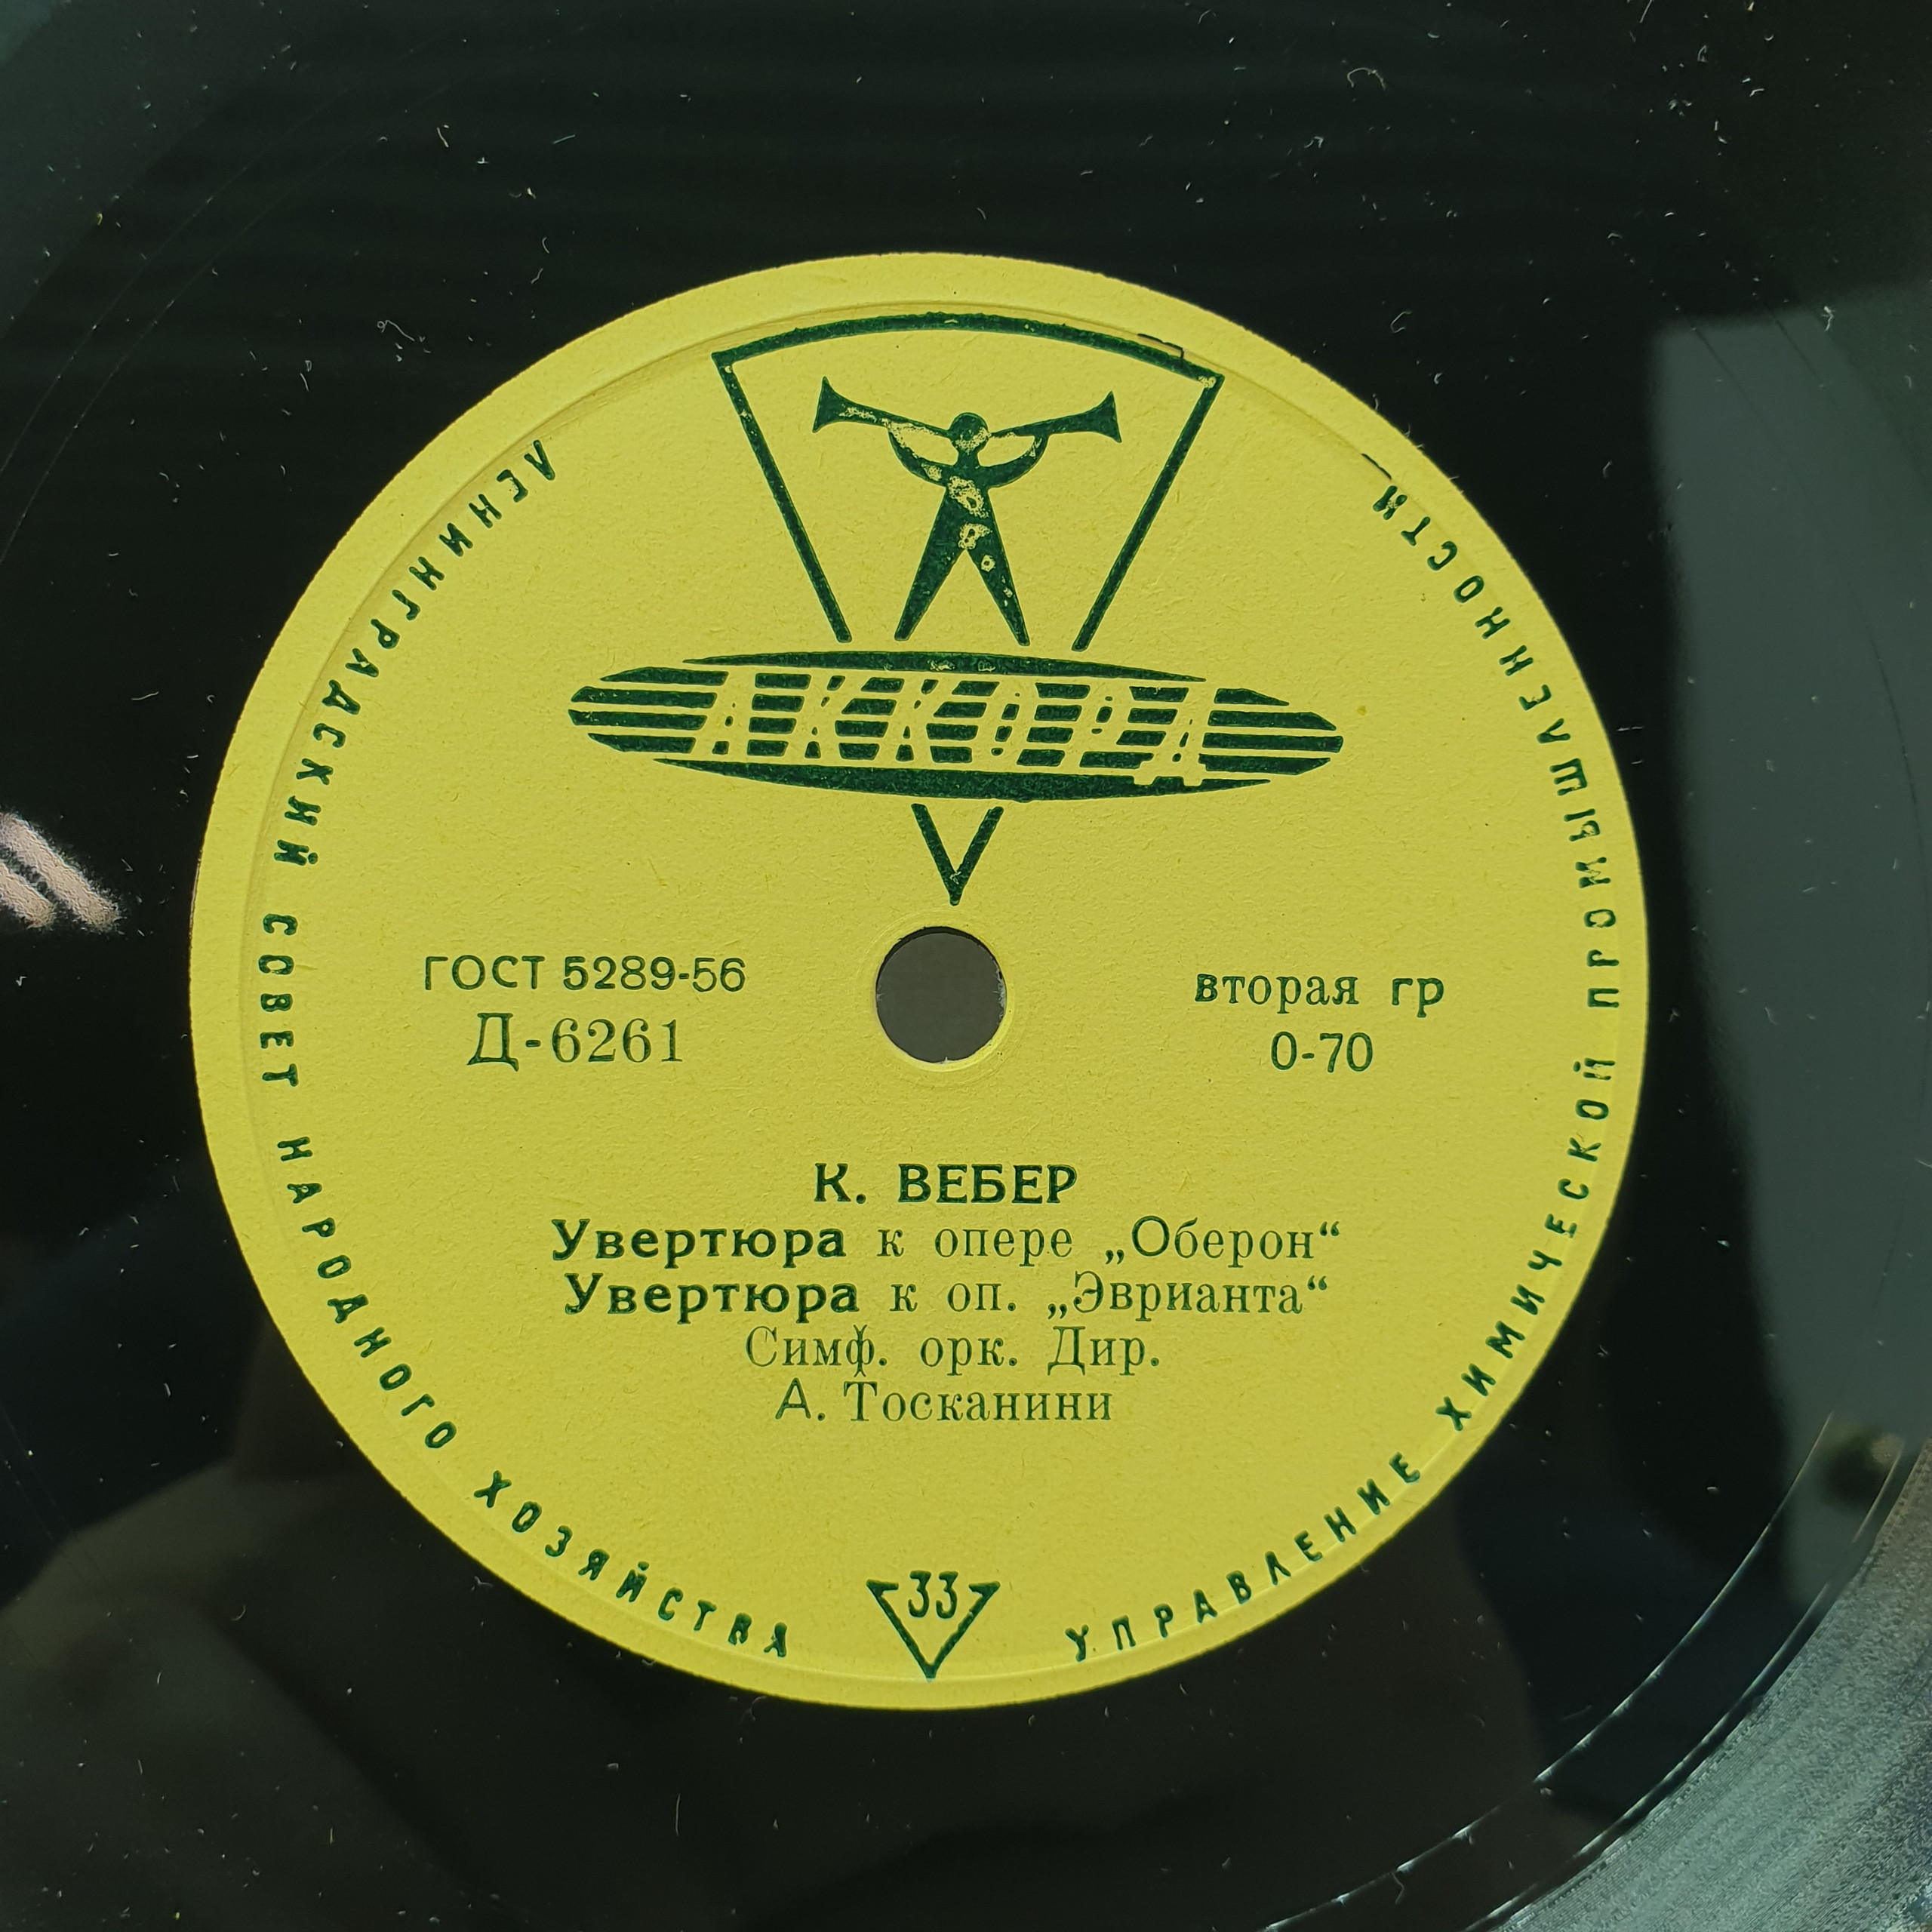 АККОРД
ЛЕНИНГРАДСКИЙ СОВЕТ НАРОДНОГО ХОЗЯЙСТВА
УПРАВЛЕНИЕ ХИМИЧЕСКОЙ ПРОМЫШЛЕННОСТИ
ГОСТ 5289-56
Д-6261
вторая гр
0-70
К. ВЕБЕР
Увертюра к опере „Оберон“
Увертюра к оп. „Эврианта“
Симф. орк. Дир.
А. Тосканини
33